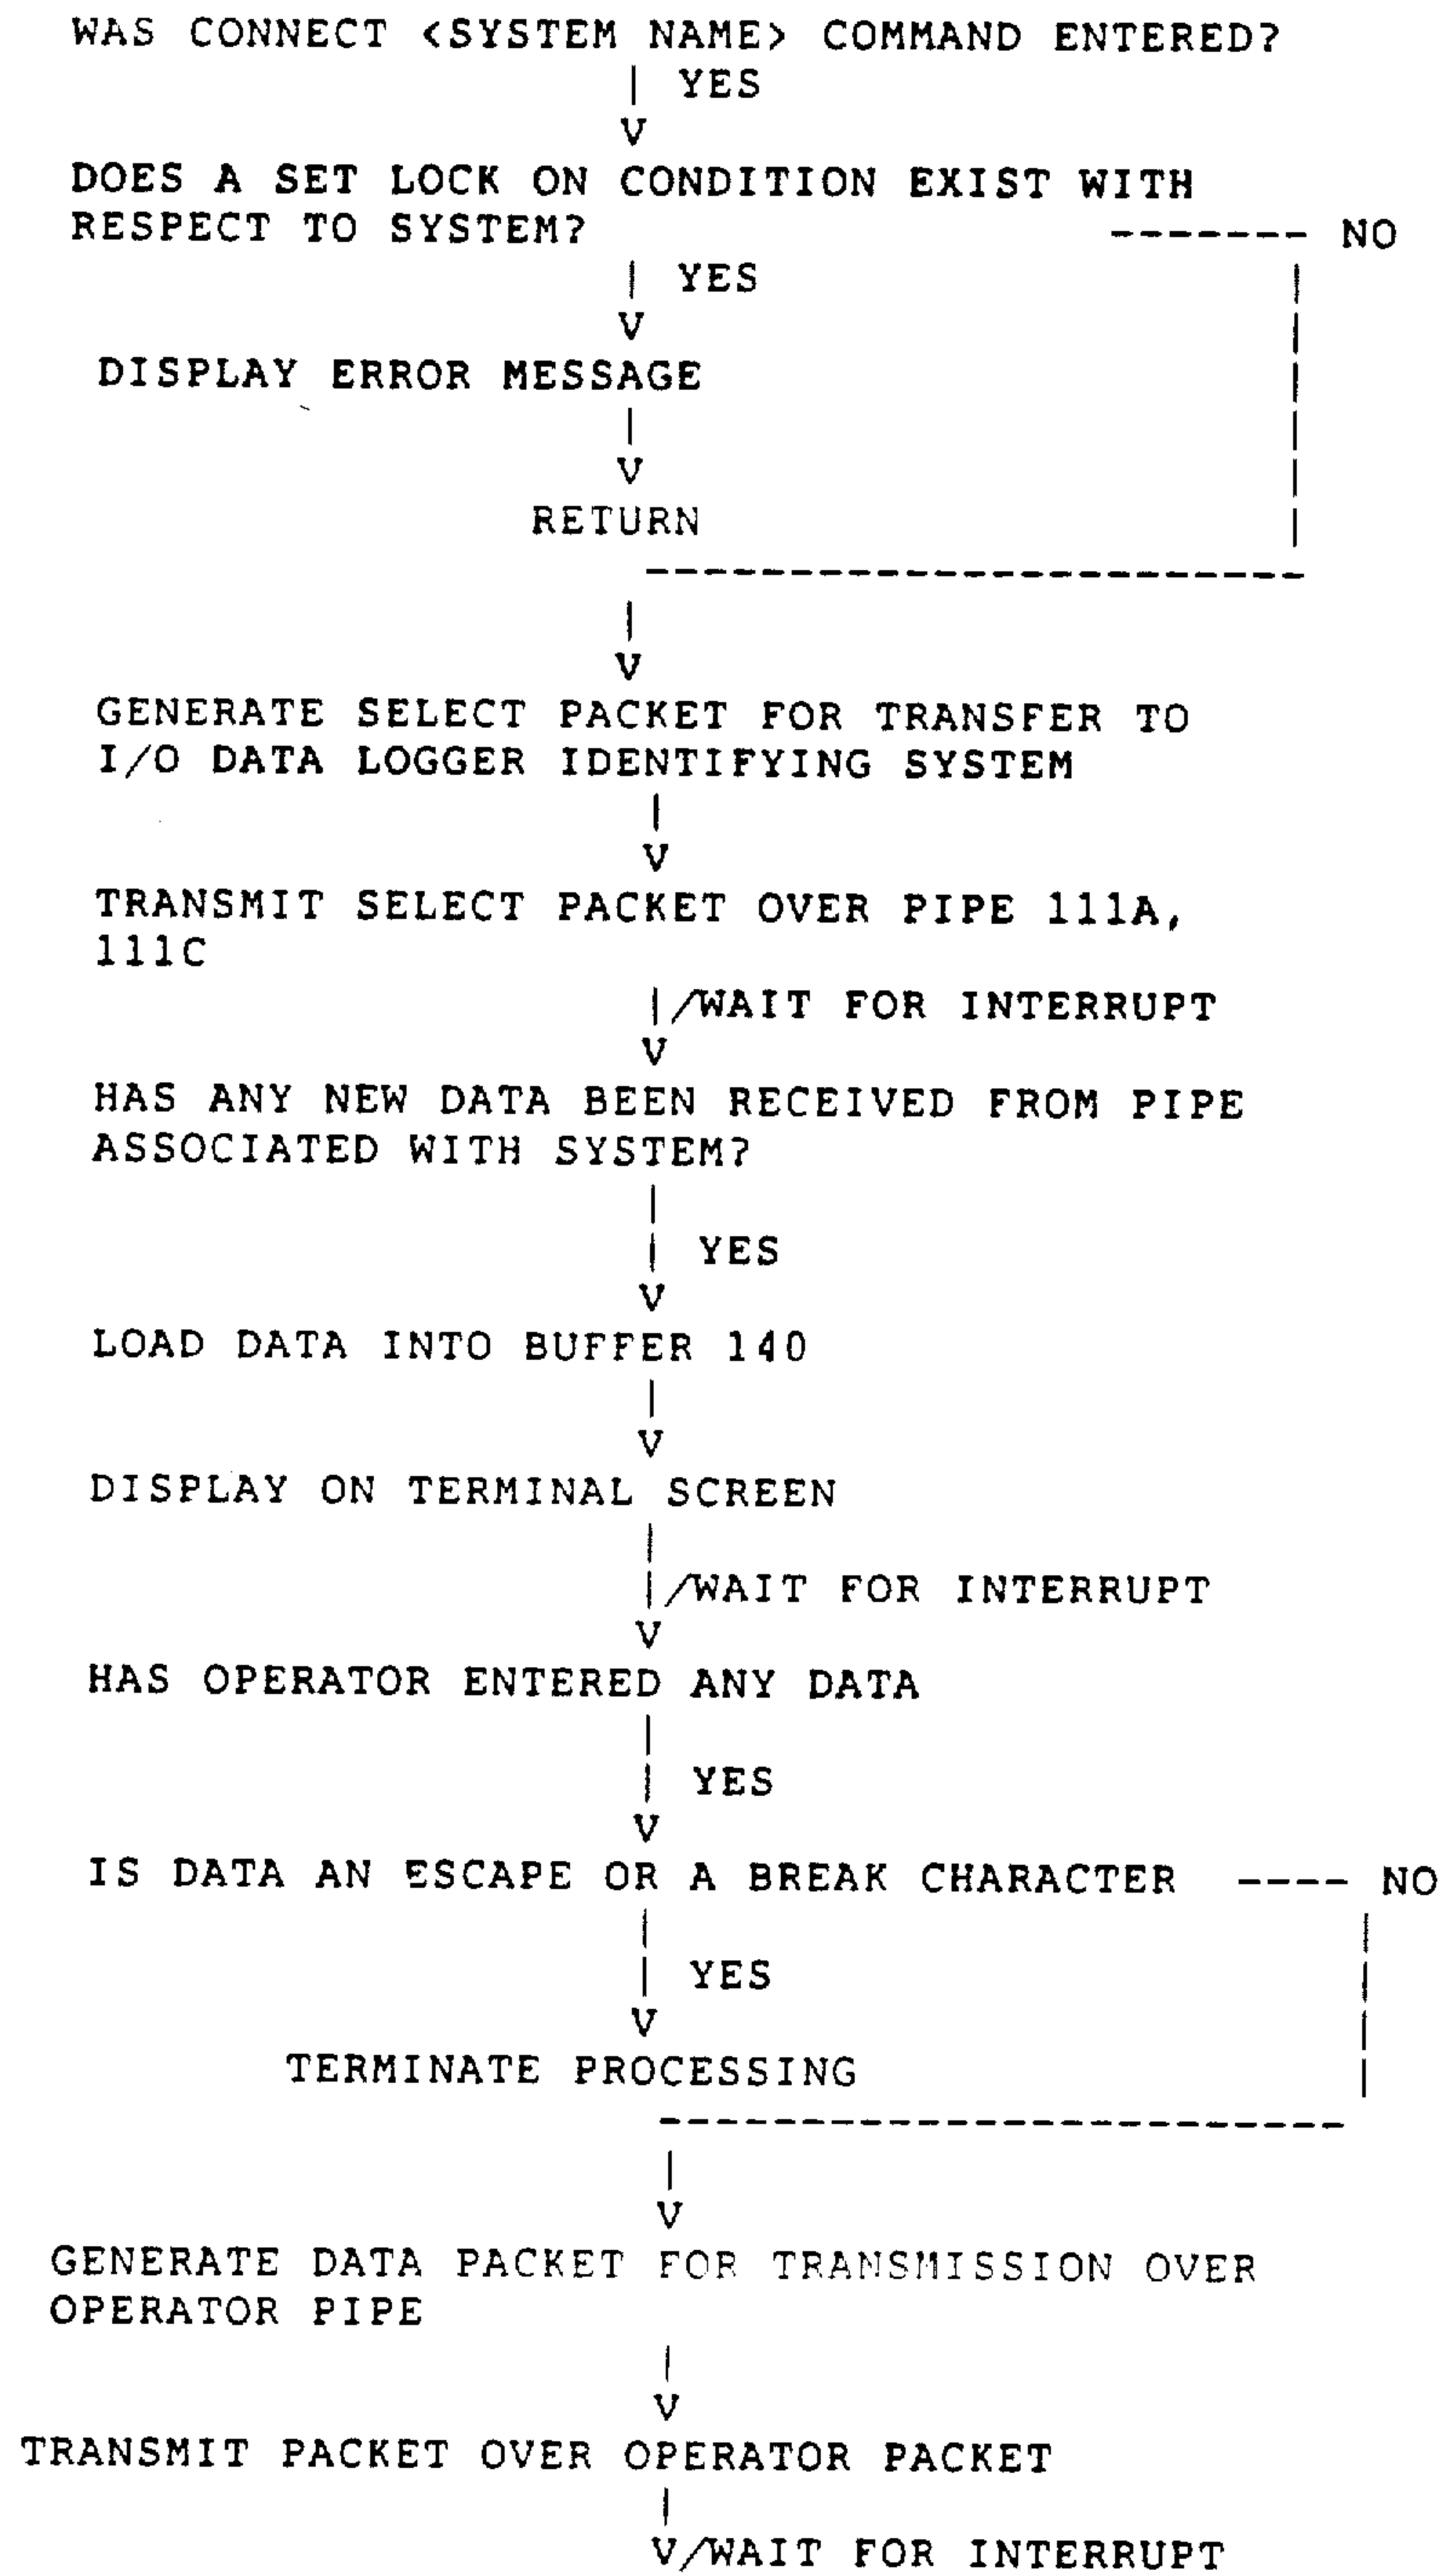 WAS CONNECT <SYSTEM NAME> COMMAND ENTERED?
| YES
V
DOES A SET LOCK ON CONDITION EXIST WITH
RESPECT TO SYSTEM? ------- NO
| YES |
V |
DISPLAY ERROR MESSAGE |
| |
V |
RETURN |
-----------------------
|
V
GENERATE SELECT PACKET FOR TRANSFER TO
I/O DATA LOGGER IDENTIFYING SYSTEM
|
V
TRANSMIT SELECT PACKET OVER PIPE 111A,
111C
|/WAIT FOR INTERRUPT
V
HAS ANY NEW DATA BEEN RECEIVED FROM PIPE
ASSOCIATED WITH SYSTEM?
|
| YES
V
LOAD DATA INTO BUFFER 140
|
V
DISPLAY ON TERMINAL SCREEN
|
|/WAIT FOR INTERRUPT
V
HAS OPERATOR ENTERED ANY DATA
|
| YES
V
IS DATA AN ESCAPE OR A BREAK CHARACTER ---- NO
| |
| YES |
V |
TERMINATE PROCESSING |
------------------------
|
V
GENERATE DATA PACKET FOR TRANSMISSION OVER
OPERATOR PIPE
|
V
TRANSMIT PACKET OVER OPERATOR PACKET
|
V/WAIT FOR INTERRUPT